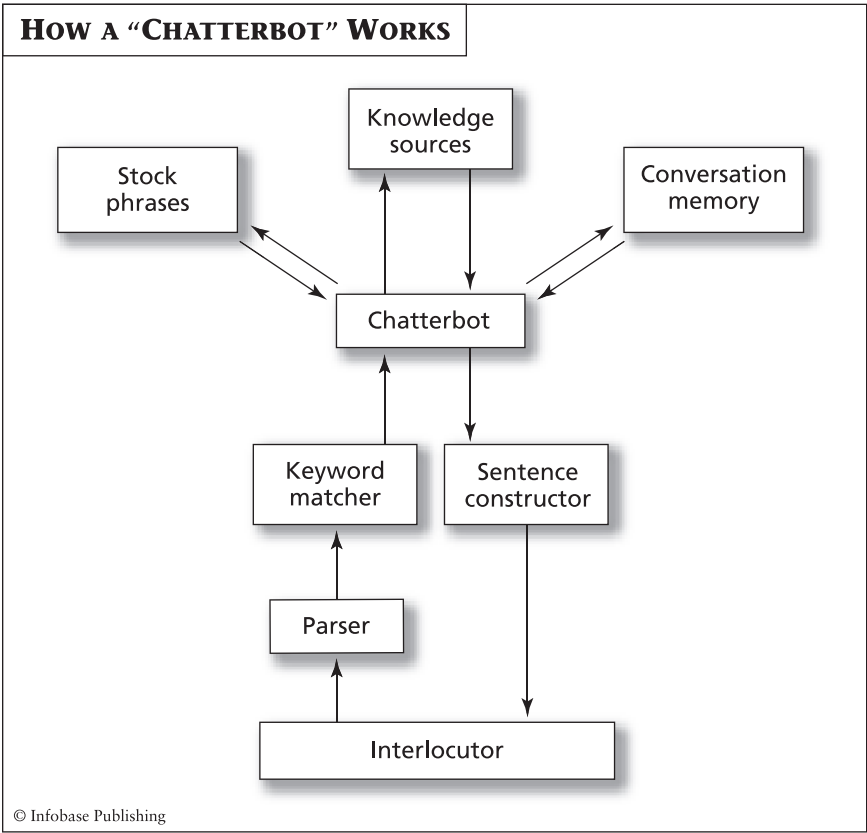 HOW A “CHATTERBOT” WORKS
Knowledge
sources
Stock
phrases
Conversation
memory
Chatterbot
Keyword
matcher
Sentence
constructor
Parser
Interlocutor
© Infobase Publishing